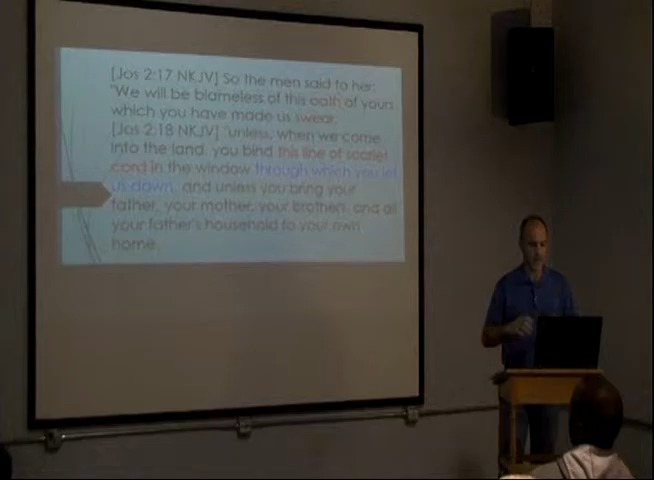 [Jos 2:17 NKJV] So the men said to her:
"We will be blameless of this oath of yours
which you have made us swear,
[Jos 2:18 NKJV] "unless, when we come
into the land, you bind this line of scarlet
cord in the window through which you let
us down, and unless you bring your
father, your mother, your brothers, and all
your father's household to your own
home.